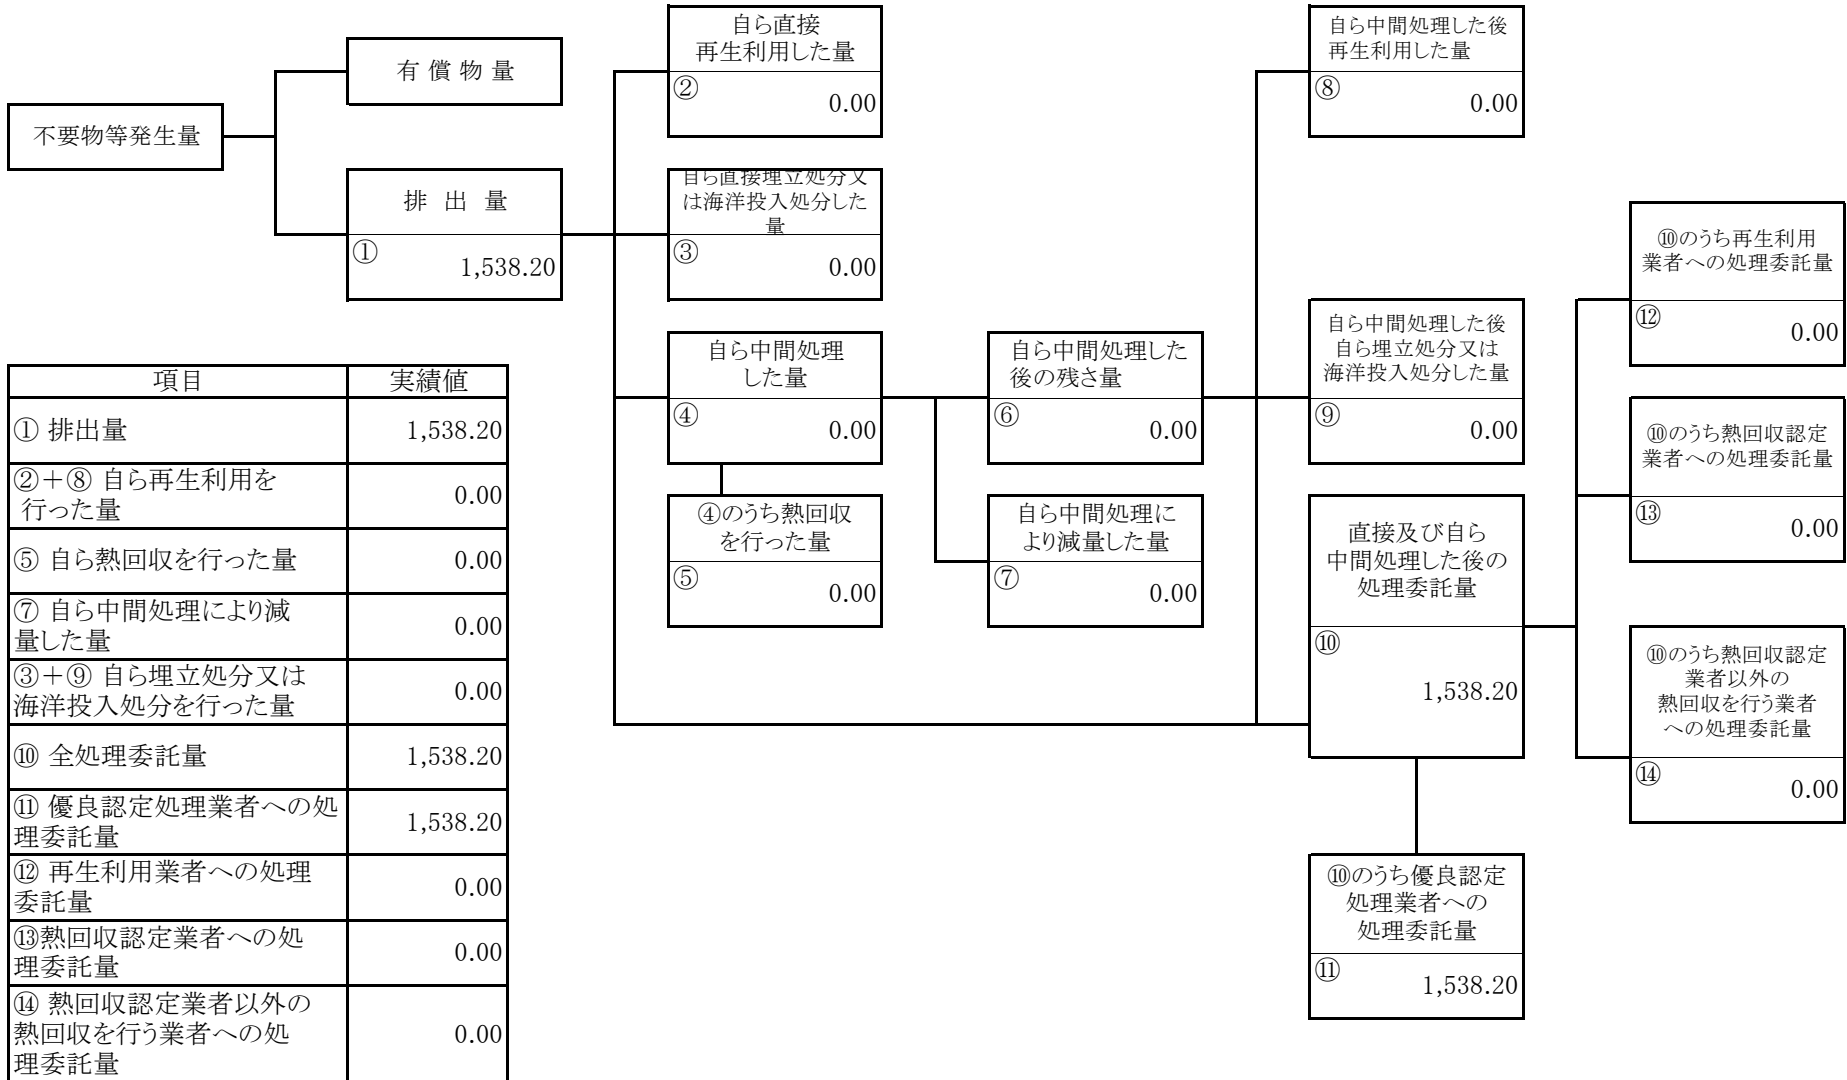 不要物等発生量
有 償 物 量
排 出 量
①
1,538.20
自ら直接
再生利用した量
②
0.00
自ら直接埋立処分又
は海洋投入処分した
量
③
0.00
自ら中間処理
した量
④
0.00
④のうち熱回収
を行った量
⑤
0.00
自ら中間処理した
後の残さ量
⑥
0.00
自ら中間処理に
より減量した量
⑦
0.00
自ら中間処理した後
再生利用した量
⑧
0.00
自ら中間処理した後
自ら埋立処分又は
海洋投入処分した量
⑨
0.00
直接及び自ら
中間処理した後の
処理委託量
⑩
1,538.20
⑩のうち優良認定
処理業者への
処理委託量
⑪
1,538.20
⑩のうち再生利用
業者への処理委託量
⑫
0.00
⑩のうち熱回収認定
業者への処理委託量
⑬
0.00
⑩のうち熱回収認定
業者以外の
熱回収を行う業者
への処理委託量
⑭
0.00
項目 実績値
① 排出量 1,538.20
②+⑧ 自ら再生利用を
行った量 0.00
⑤ 自ら熱回収を行った量 0.00
⑦ 自ら中間処理により減
量した量 0.00
③+⑨ 自ら埋立処分又は
海洋投入処分を行った量 0.00
⑩ 全処理委託量 1,538.20
⑪ 優良認定処理業者への処
理委託量 1,538.20
⑫ 再生利用業者への処理
委託量 0.00
⑬熱回収認定業者への処
理委託量 0.00
⑭ 熱回収認定業者以外の
熱回収を行う業者への処
理委託量 0.00